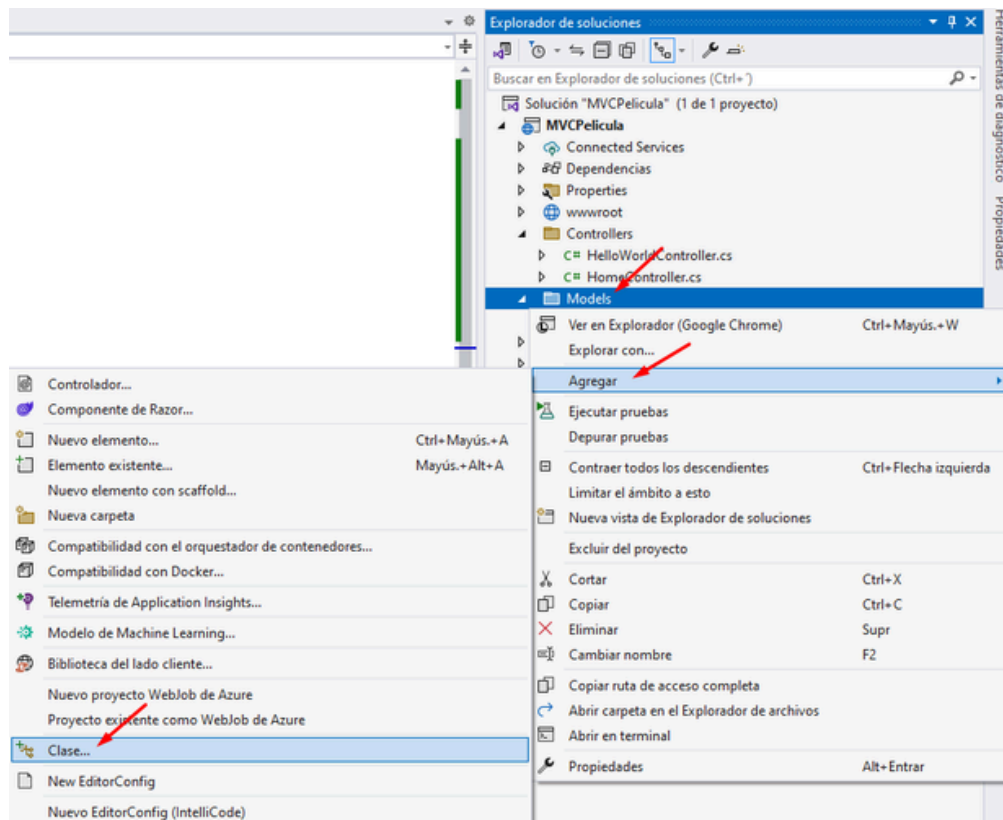 Explorador de soluciones
Buscar en Explorador de soluciones (Ctrl+´)
Solución "MVCPelicula" (1 de 1 proyecto)
MVCPelicula
Connected Services
Dependencias
Properties
wwwroot
Controllers
C# HelloWorldController.cs
C# HomeController.cs
Models
Herramientas de diagnóstico
Propiedades
Ver en Explorador (Google Chrome) Ctrl+Mayús.+W
Explorar con...
Agregar
Ejecutar pruebas
Depurar pruebas
Contraer todos los descendientes Ctrl+Flecha izquierda
Limitar el ámbito a esto
Nueva vista de Explorador de soluciones
Excluir del proyecto
Cortar Ctrl+X
Copiar Ctrl+C
Eliminar Supr
Cambiar nombre F2
Copiar ruta de acceso completa
Abrir carpeta en el Explorador de archivos
Abrir en terminal
Propiedades Alt+Entrar
Controlador...
Componente de Razor...
Nuevo elemento... Ctrl+Mayús.+A
Elemento existente... Mayús.+Alt+A
Nuevo elemento con scaffold...
Nueva carpeta
Compatibilidad con el orquestador de contenedores...
Compatibilidad con Docker...
Telemetría de Application Insights...
Modelo de Machine Learning...
Biblioteca del lado cliente...
Nuevo proyecto WebJob de Azure
Proyecto existente como WebJob de Azure
Clase...
New EditorConfig
Nuevo EditorConfig (IntelliCode)